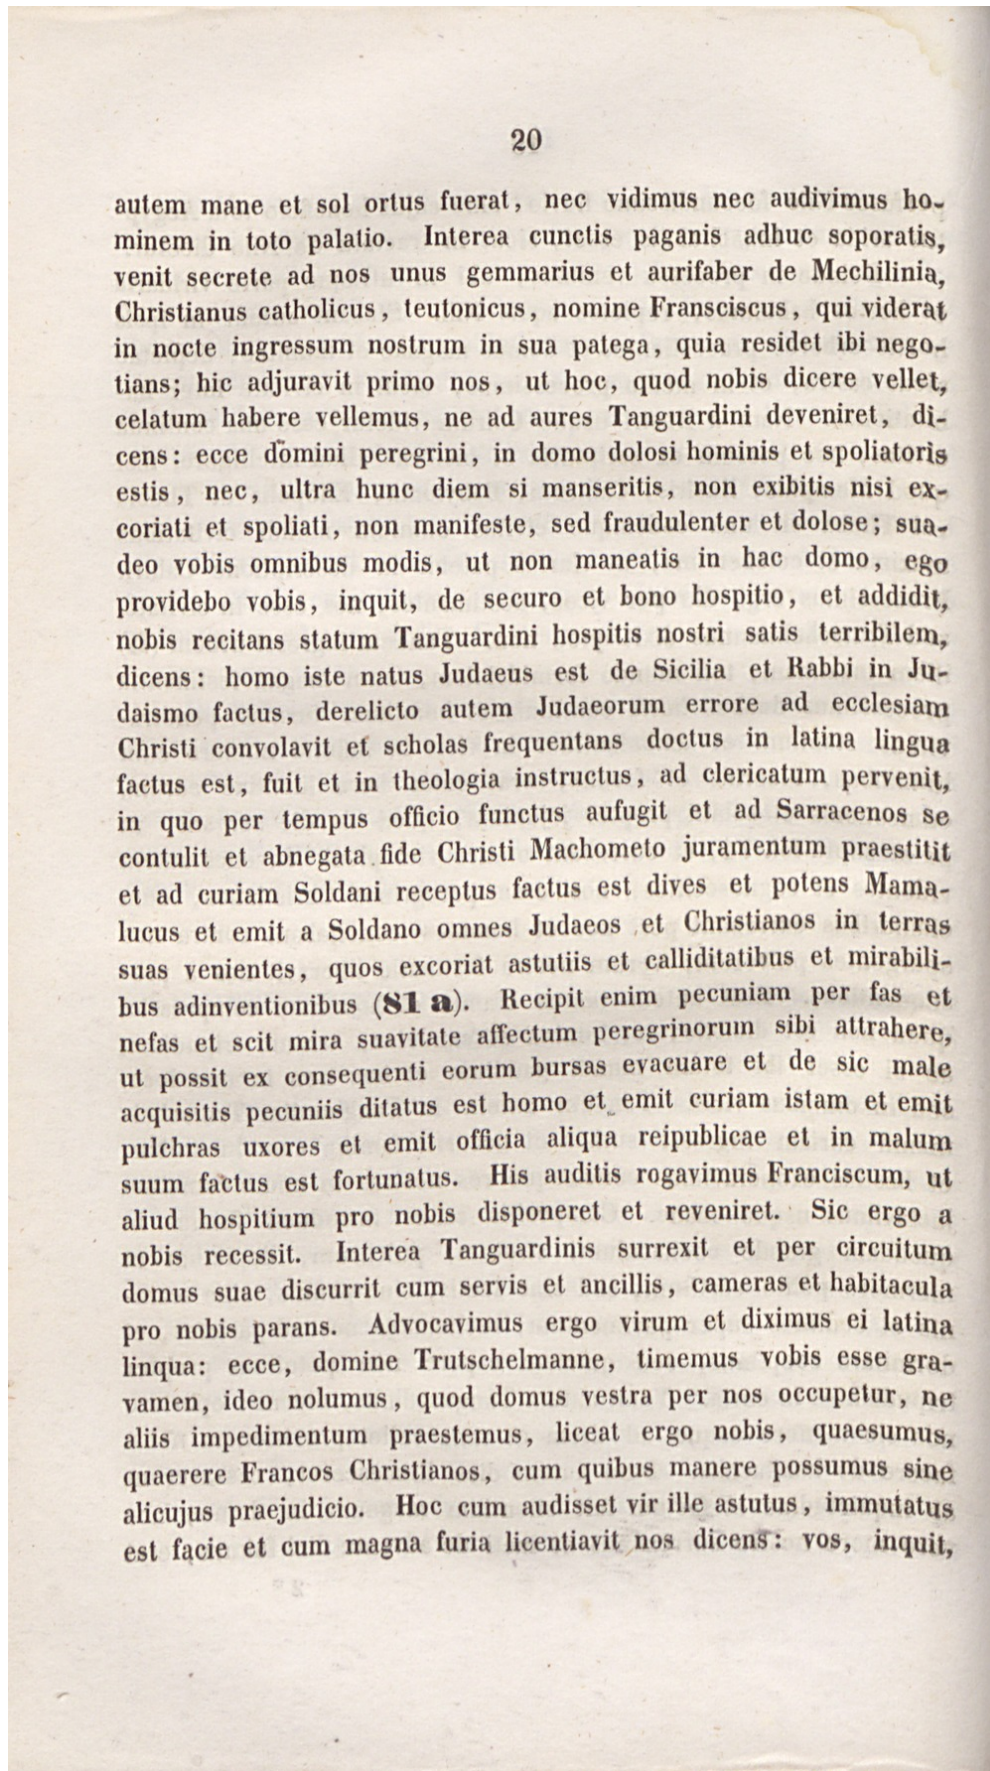 20
autem mane et sol ortus fuerat, nec vidimus nec audivimus ho-
minem in toto palatio. Interea cunctis paganis adhuc soporatis,
venit secrete ad nos unus gemmarius et aurifaber de Mechilinia,
Christianus catholicus, teutonicus, nomine Fransciscus, qui viderat
in nocte ingressum nostrum in sua patega, quia residet ibi nego-
tians; hic adjuravit primo nos, ut hoc, quod nobis dicere vellet,
celatum habere vellemus, ne ad aures Tanguardini deveniret, di-
cens: ecce domini peregrini, in domo dolosi hominis et spoliatoris
estis, nec, ultra hunc diem si manseritis, non exibitis nisi ex-
coriati et spoliati, non manifeste, sed fraudulenter et dolose; sua-
deo vobis omnibus modis, ut non maneatis in hac domo, ego
providebo vobis, inquit, de securo et bono hospitio, et addidit,
nobis recitans statum Tanguardini hospitis nostri satis terribilem,
dicens: homo iste natus Judaeus est de Sicilia et Rabbi in Ju-
daismo factus, derelicto autem Judaeorum errore ad ecclesiam
Christi convolavit et scholas frequentans doctus in latina lingua
factus est, fuit et in theologia instructus, ad clericatum pervenit,
in quo per tempus officio functus aufugit et ad Sarracenos se
contulit et abnegata fide Christi Machometo juramentum praestitit
et ad curiam Soldani receptus factus est dives et potens Mama-
lucus et emit a Soldano omnes Judaeos et Christianos in terras
suas venientes, quos excoriat astutiis et calliditatibus et mirabili-
bus adinventionibus (81 a). Recipit enim pecuniam per fas et
nefas et scit mira suavitate affectum peregrinorum sibi attrahere,
ut possit ex consequenti eorum bursas evacuare et de sic male
acquisitis pecuniis ditatus est homo et emit curiam istam et emit
pulchras uxores et emit officia aliqua reipublicae et in malum
suum factus est fortunatus. His auditis rogavimus Franciscum, ut
aliud hospitium pro nobis disponeret et reveniret. Sic ergo a
nobis recessit. Interea Tanguardinis surrexit et per circuitum
domus suae discurrit cum servis et ancillis, cameras et habitacula
pro nobis parans. Advocavimus ergo virum et diximus ei latina
linqua: ecce, domine Trutschelmanne, timemus vobis esse gra-
vamen, ideo nolumus, quod domus vestra per nos occupetur, ne
aliis impedimentum praestemus, liceat ergo nobis, quaesumus,
quaerere Francos Christianos, cum quibus manere possumus sine
alicujus praejudicio. Hoc cum audisset vir ille astutus, immutatus
est facie et cum magna furia licentiavit nos dicens: vos, inquit,